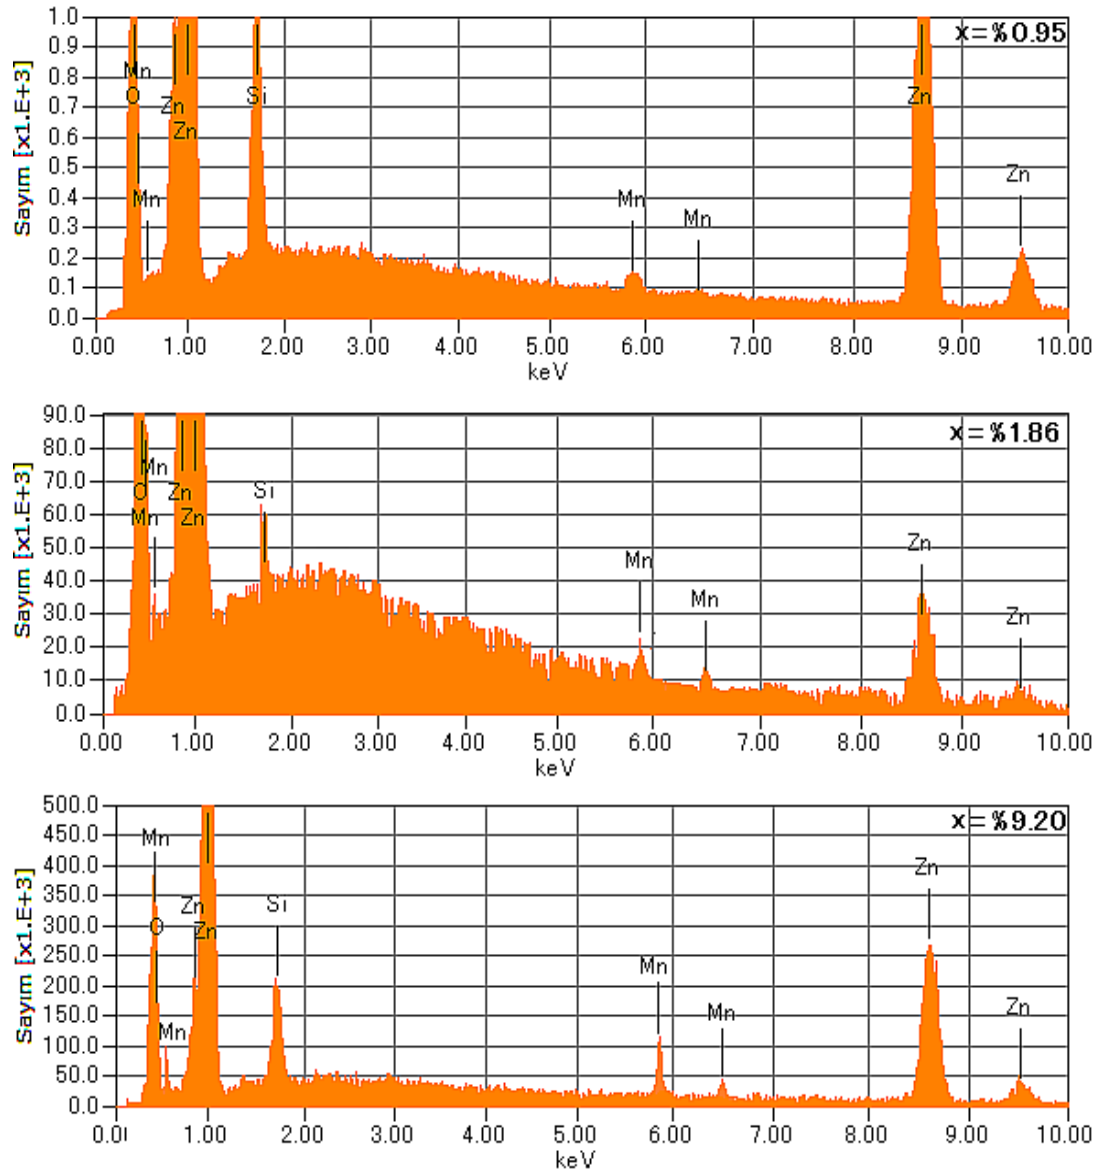 x=%0.95
Sayım [x1.E+3]
1.0
0.9
0.8
0.7
0.6
0.5
0.4
0.3
0.2
0.1
0.0
Mn
O
Mn
Zn
Zn
Si
Mn
Mn
Zn
Zn
0.00 1.00 2.00 3.00 4.00 5.00 6.00 7.00 8.00 9.00 10.00
keV
x=%1.86
Sayım [x1.E+3]
90.0
80.0
70.0
60.0
50.0
40.0
30.0
20.0
10.0
0.0
Mn
O
Mn
Zn
Zn
Si
Mn
Mn
Zn
Zn
0.00 1.00 2.00 3.00 4.00 5.00 6.00 7.00 8.00 9.00 10.00
keV
x=%9.20
Sayım [x1.E+3]
500.0
450.0
400.0
350.0
300.0
250.0
200.0
150.0
100.0
50.0
0.0
Mn
O
Mn
Zn
Zn
Si
Mn
Mn
Zn
Zn
0.00 1.00 2.00 3.00 4.00 5.00 6.00 7.00 8.00 9.00 10.00
keV